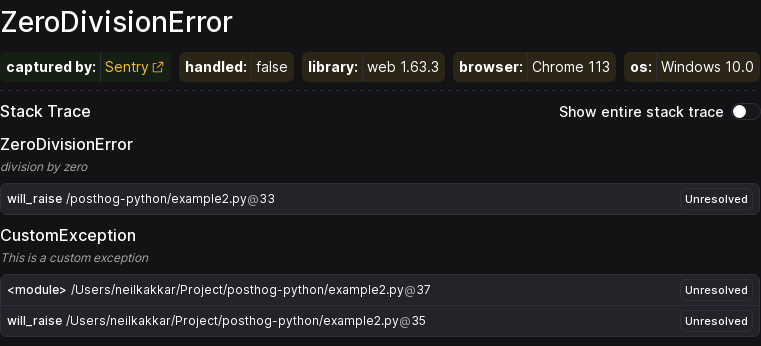 ZeroDivisionError
captured by: Sentry handled: false library: web 1.63.3 browser: Chrome 113 os: Windows 10.0
Stack Trace Show entire stack trace
ZeroDivisionError
division by zero
will_raise /posthog-python/example2.py@33 Unresolved
CustomException
This is a custom exception
<module> /Users/neilkakkar/Project/posthog-python/example2.py@37 Unresolved
will_raise /Users/neilkakkar/Project/posthog-python/example2.py@35 Unresolved